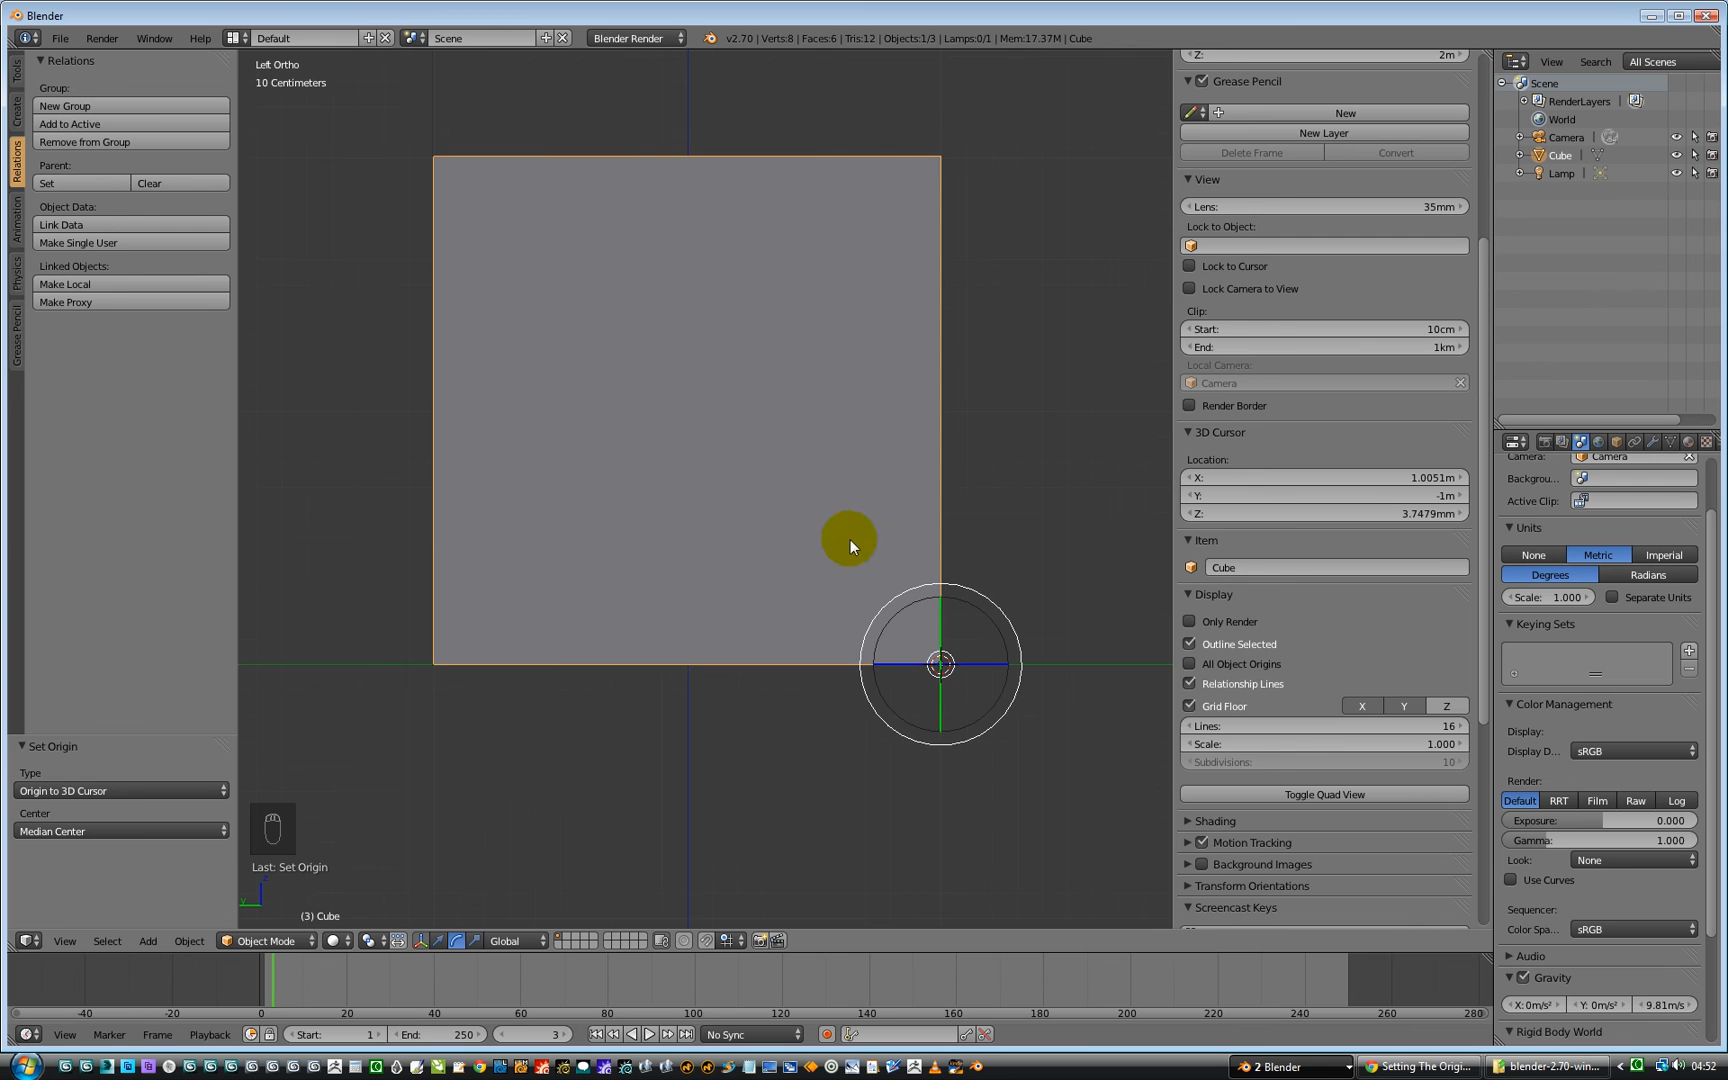 Blender
File Render Window Help Default Scene Blender Render v2.70 | Verts:8 | Faces:6 | Tris:12 | Objects:1/3 | Lamps:0/1 | Mem:17.37M | Cube
Tools
Create
Relations
Animation
Physics
Grease Pencil
Relations
Group:
New Group
Add to Active
Remove from Group
Parent:
Set Clear
Object Data:
Link Data
Make Single User
Linked Objects:
Make Local
Make Proxy
Set Origin
Type
Origin to 3D Cursor
Center
Median Center
Left Ortho
10 Centimeters
Last: Set Origin
z
y
(3) Cube
Z: 2m
Grease Pencil
New
New Layer
Delete Frame Convert
View
Lens: 35mm
Lock to Object:
Lock to Cursor
Lock Camera to View
Clip:
Start: 10cm
End: 1km
Local Camera:
Camera
Render Border
3D Cursor
Location:
X: 1.0051m
Y: -1m
Z: 3.7479mm
Item
Cube
Display
Only Render
Outline Selected
All Object Origins
Relationship Lines
Grid Floor X Y Z
Lines: 16
Scale: 1.000
Subdivisions: 10
Toggle Quad View
Shading
Motion Tracking
Background Images
Transform Orientations
Screencast Keys
View Search All Scenes
Scene
RenderLayers
World
Camera
Cube
Lamp
Camera: Camera
Backgrou...
Active Clip:
Units
None Metric Imperial
Degrees Radians
Scale: 1.000 Separate Units
Keying Sets
Color Management
Display:
Display D... sRGB
Render:
Default RRT Film Raw Log
Exposure: 0.000
Gamma: 1.000
Look: None
Use Curves
Sequencer:
Color Spa... sRGB
Audio
Gravity
X: 0m/s² Y: 0m/s² 9.81m/s²
Rigid Body World
View Select Add Object Object Mode Global
-40 -20 0 20 40 60 80 100 120 140 160 180 200 220 240 260 280
View Marker Frame Playback Start: 1 End: 250 3 No Sync
2 Blender Setting The Origi... blender-2.70-win... 04:52